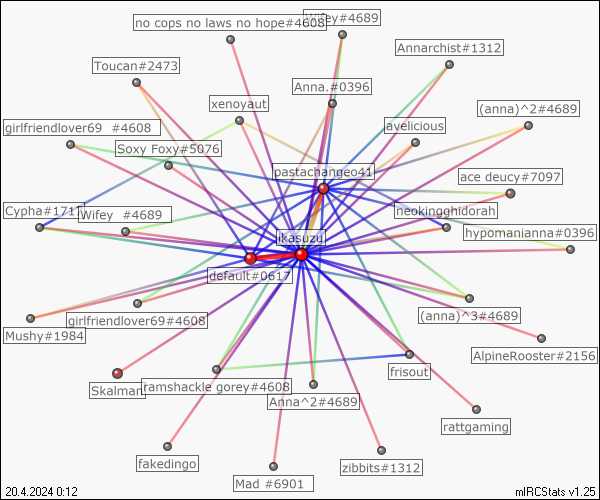 no cops no laws no hope#4608
Wifey#4689
Annarchist#1312
Toucan#2473
Anna.#0396
xenoyaut
(anna)^2#4689
girlfriendlover69 #4608
avelicious
Soxy Foxy#5076
pastachange041
ace deucy#7097
Cypha#1711
Wifey #4689
neokingghidorah
hypomanianna#0396
ikasuzu
default#0617
girlfriendlover69#4608
(anna)^3#4689
Mushy#1984
AlpineRooster#2156
frisout
Skalman
ramshackle gorey#4608
Anna^2#4689
rattgaming
fakedingo
zibbits#1312
Mad #6901
20.4.2024 0:12
mIRCStats v1.25